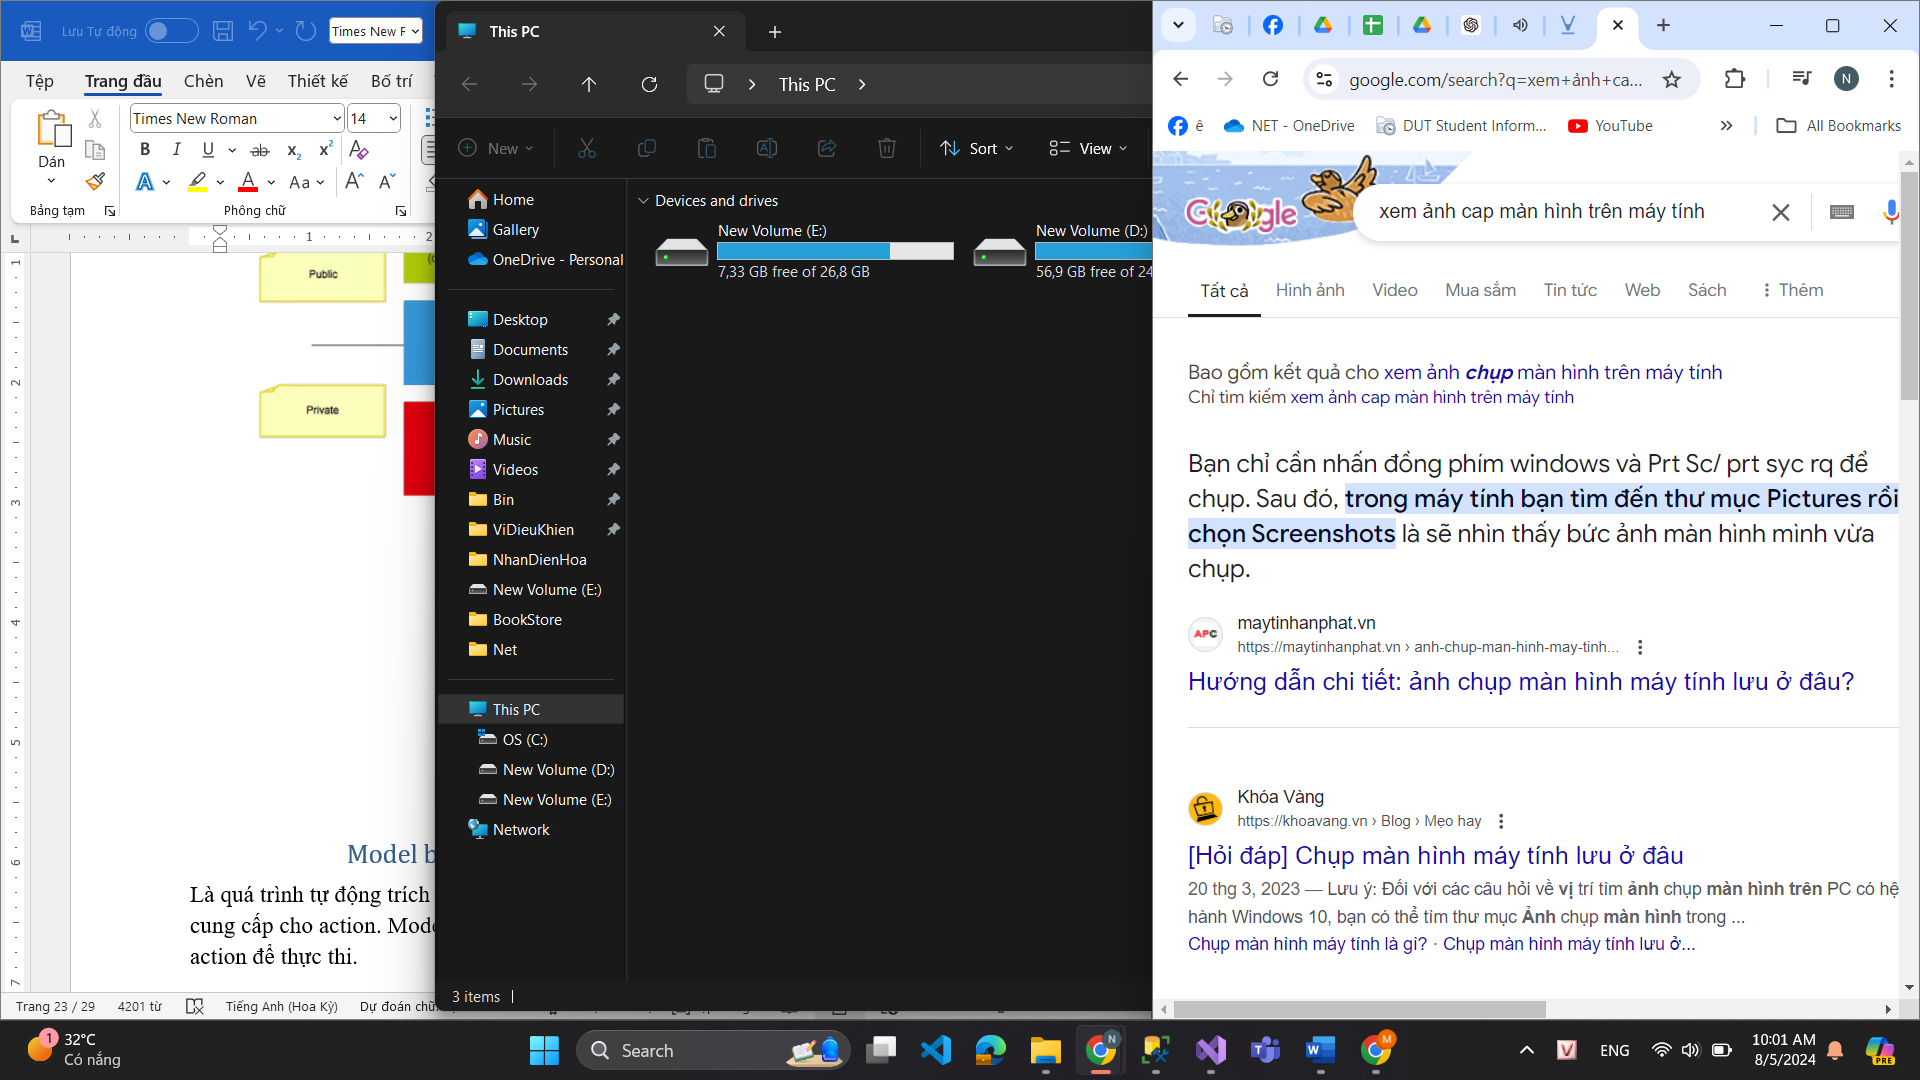 Lưu Tự động
Times New F
Tệp
Trang đầu
Chèn
Vẽ
Thiết kế
Bố trí
Dán
Times New Roman
14
B I U ab x₂ x²
A A Aa A A
Bảng tạm
Phông chữ
1 2
Public
Private
Model b
Là quá trình tự động trích
cung cấp cho action. Mode
action để thực thi.
Trang 23 / 29
4201 từ
Tiếng Anh (Hoa Kỳ)
This PC
This PC
New
Sort
View
Home
Gallery
OneDrive - Personal
Desktop
Documents
Downloads
Pictures
Music
Videos
Bin
ViDieuKhien
NhanDienHoa
New Volume (E:)
BookStore
Net
This PC
OS (C:)
New Volume (D:)
New Volume (E:)
Network
Devices and drives
New Volume (E:)
7,33 GB free of 26,8 GB
New Volume (D:)
56,9 GB free of 24
3 items
google.com/search?q=xem+ảnh+ca...
N
ê
NET - OneDrive
DUT Student Inform...
YouTube
All Bookmarks
Google
xem ảnh cap màn hình trên máy tính
Tất cả
Hình ảnh
Video
Mua sắm
Tin tức
Web
Sách
Thêm
Bao gồm kết quả cho xem ảnh chụp màn hình trên máy tính
Chỉ tìm kiếm xem ảnh cap màn hình trên máy tính
Bạn chỉ cần nhấn đồng phím windows và Prt Sc/ prt syc rq để
chụp. Sau đó, trong máy tính bạn tìm đến thư mục Pictures rồi
chọn Screenshots là sẽ nhìn thấy bức ảnh màn hình mình vừa
chụp.
APC
maytinhanphat.vn
https://maytinhanphat.vn › anh-chup-man-hinh-may-tinh...
Hướng dẫn chi tiết: ảnh chụp màn hình máy tính lưu ở đâu?
Khóa Vàng
https://khoavang.vn › Blog › Mẹo hay
[Hỏi đáp] Chụp màn hình máy tính lưu ở đâu
20 thg 3, 2023 — Lưu ý: Đối với các câu hỏi về vị trí tìm ảnh chụp màn hình trên PC có hệ
hành Windows 10, bạn có thể tìm thư mục Ảnh chụp màn hình trong ...
Chụp màn hình máy tính là gì? · Chụp màn hình máy tính lưu ở...
1
32°C
Có nắng
Search
N
M
ENG
10:01 AM
8/5/2024
PRE